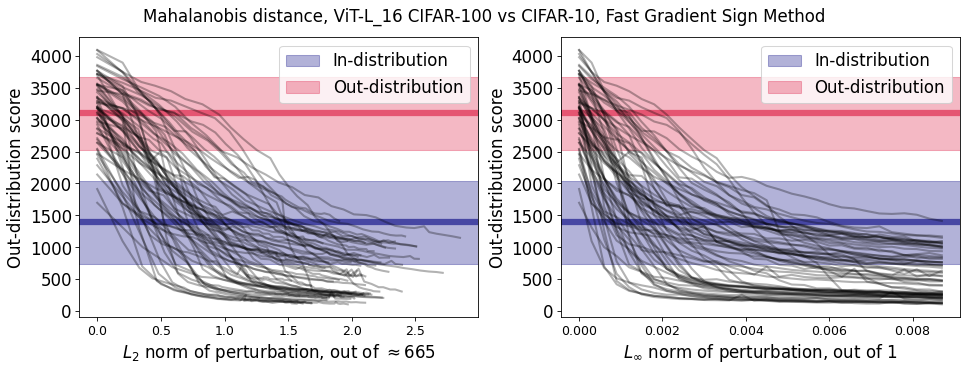 Mahalanobis distance, ViT-L_16 CIFAR-100 vs CIFAR-10, Fast Gradient Sign Method
Out-distribution score
4000
3500
3000
2500
2000
1500
1000
500
0
In-distribution
Out-distribution
0.0 0.5 1.0 1.5 2.0 2.5
L₂ norm of perturbation, out of ≈665
Out-distribution score
4000
3500
3000
2500
2000
1500
1000
500
0
In-distribution
Out-distribution
0.000 0.002 0.004 0.006 0.008
L∞ norm of perturbation, out of 1